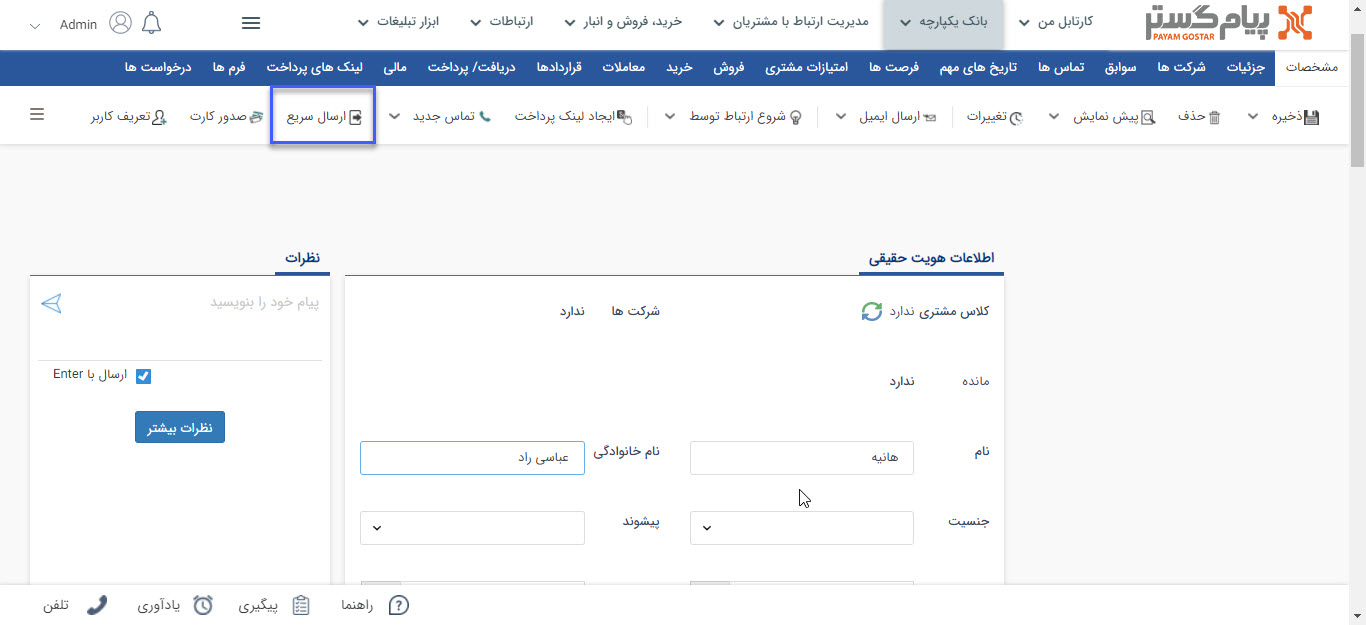 پیام گستر
PAYAM GOSTAR
کارتابل من
بانک یکپارچه
مدیریت ارتباط با مشتریان
خرید، فروش و انبار
ارتباطات
ابزار تبلیغات
Admin
مشخصات
جزئیات
شرکت ها
سوابق
تماس ها
تاریخ های مهم
فرصت ها
امتیازات مشتری
فروش
خرید
معاملات
قراردادها
دریافت/ پرداخت
مالی
لینک های پرداخت
فرم ها
درخواست ها
ذخیره
حذف
پیش نمایش
تغییرات
ارسال ایمیل
شروع ارتباط توسط
ایجاد لینک پرداخت
تماس جدید
ارسال سریع
صدور کارت
تعریف کاربر
اطلاعات هویت حقیقی
کلاس مشتری ندارد
شرکت ها ندارد
مانده ندارد
نام هانیه
نام خانوادگی عباسی راد
جنسیت
پیشوند
نظرات
پیام خود را بنویسید
ارسال با Enter
نظرات بیشتر
راهنما
پیگیری
یادآوری
تلفن